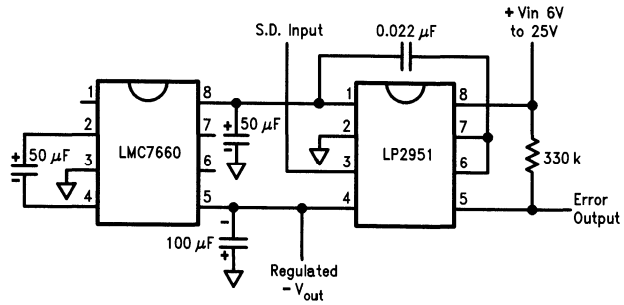 + Vin 6V
to 25V
S.D. Input
0.022 μF
1
8
1
8
2
50 μF
7
50 μF
2
7
LMC7660
LP2951
330 k
3
6
3
6
4
5
4
5
Error
Output
100 μF
Regulated
- Vout
+
-
+
-
-
+